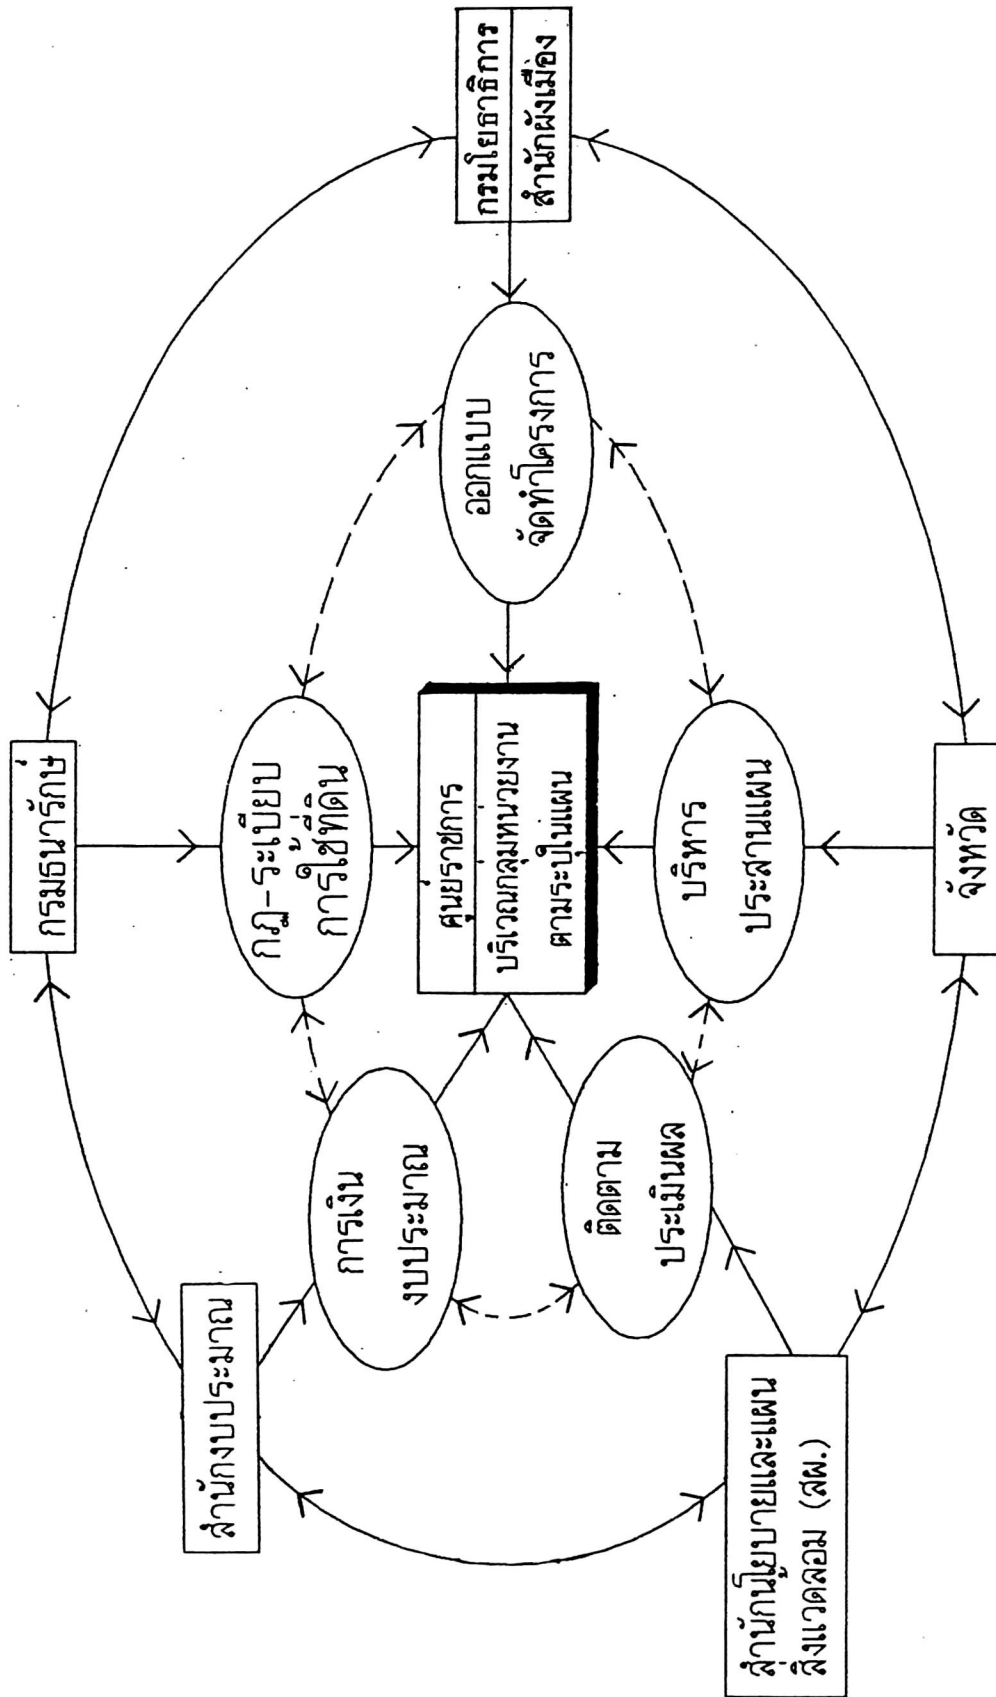 กรมโยธาธิการ
สำนักผังเมือง
ออกแบบ
จัดทำโครงการ
กรมธนารักษ์
กฎ-ระเบียบ
การใช้ที่ดิน
ศูนย์ราชการ
บริเวณกลุ่มหน่วยงาน
ตามระบุในแผน
บริหาร
ประสานแผน
จังหวัด
การเงิน
งบประมาณ
ติดตาม
ประเมินผล
สำนักงบประมาณ
สำนักนโยบายและแผน
สิ่งแวดลอม (สผ.)